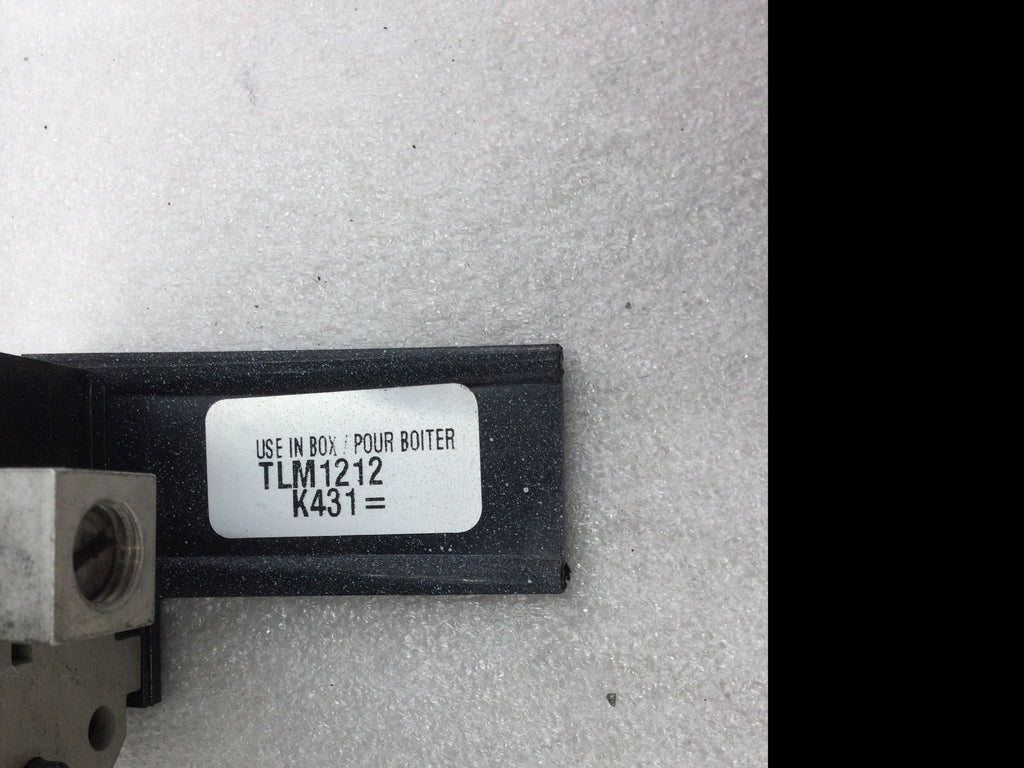 USE IN BOX / POUR BOITER
TLM1212
K431=